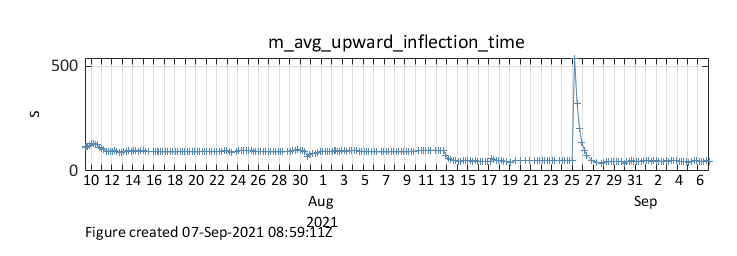 m_avg_upward_inflection_time
500
s
0
10 12 14 16 18 20 22 24 26 28 30 1 3 5 7 9 11 13 15 17 19 21 23 25 27 29 31 2 4 6
Aug Sep
2021
Figure created 07-Sep-2021 08:59:11Z